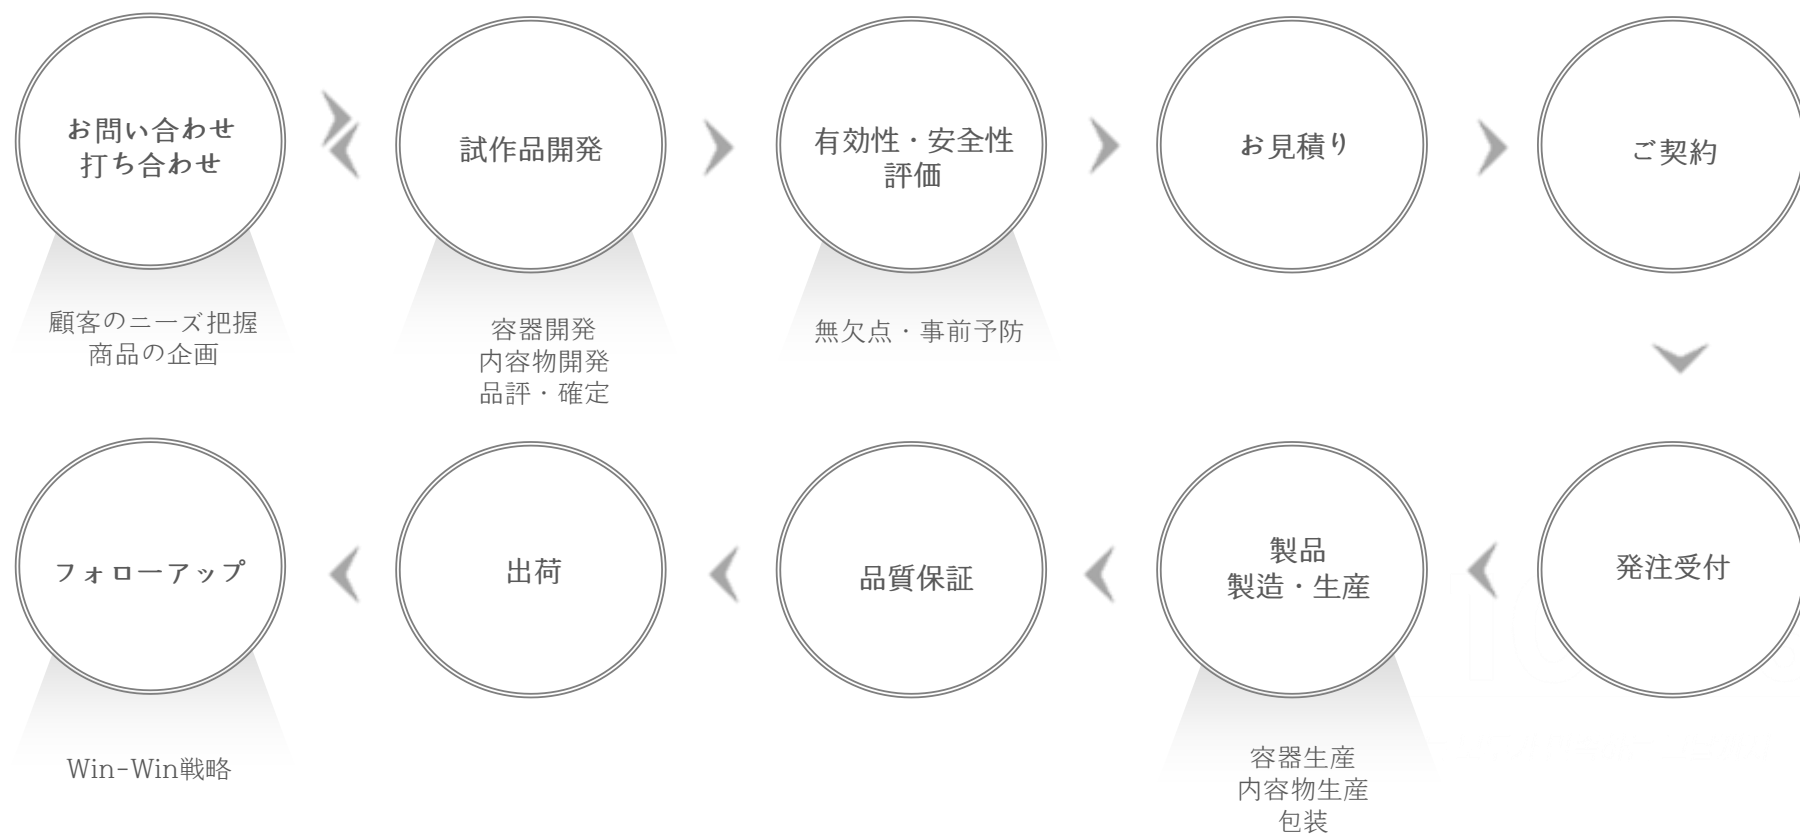 お問い合わせ
打ち合わせ
顧客のニーズ把握
商品の企画
試作品開発
容器開発
内容物開発
品評・確定
有効性・安全性
評価
無欠点・事前予防
お見積り
ご契約
発注受付
製品
製造・生産
容器生産
内容物生産
包装
品質保証
出荷
フォローアップ
Win-Win戦略